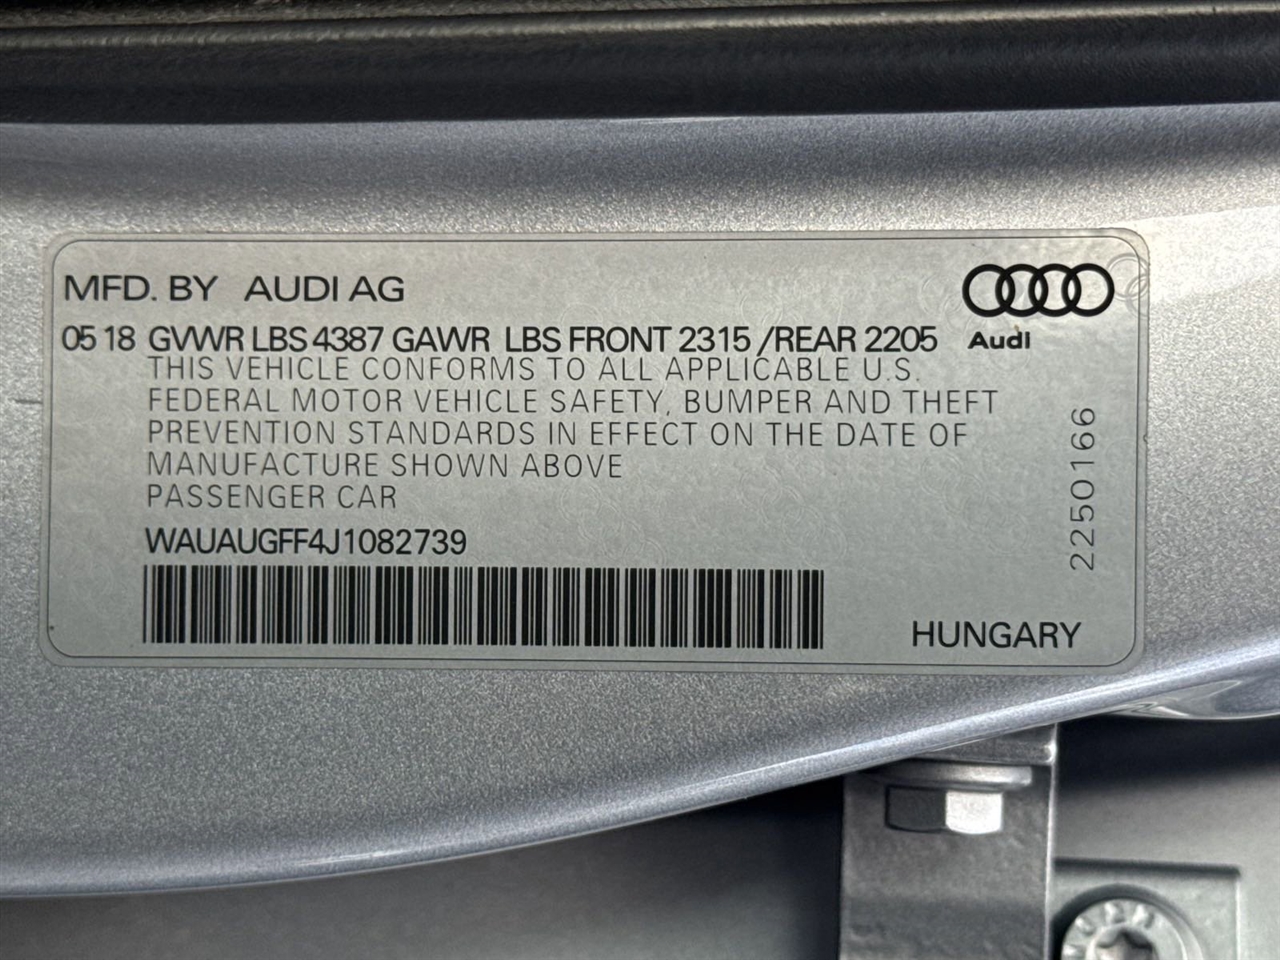 MFD. BY AUDI AG
05 18 GVWR LBS 4387 GAWR LBS FRONT 2315 /REAR 2205
Audi
THIS VEHICLE CONFORMS TO ALL APPLICABLE U.S.
FEDERAL MOTOR VEHICLE SAFETY, BUMPER AND THEFT
PREVENTION STANDARDS IN EFFECT ON THE DATE OF
MANUFACTURE SHOWN ABOVE
PASSENGER CAR
WAUAUGFF4J1082739
2250166
HUNGARY